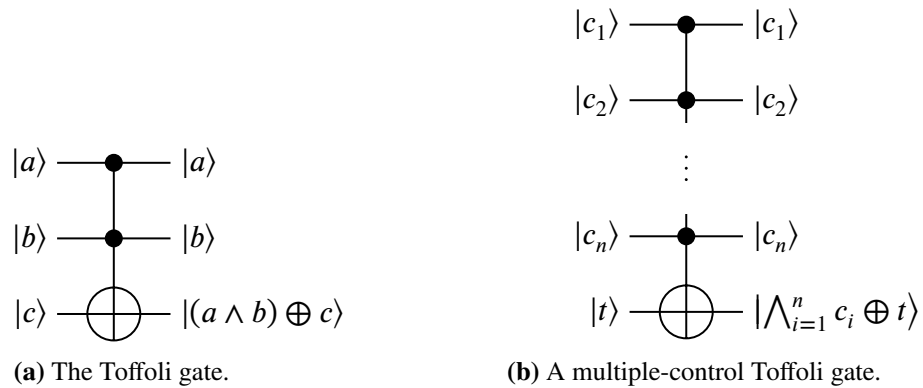 |a⟩ |a⟩
|b⟩ |b⟩
|c⟩ |(a ∧ b) ⊕ c⟩
(a) The Toffoli gate.
|c₁⟩ |c₁⟩
|c₂⟩ |c₂⟩
⋮
|cₙ⟩ |cₙ⟩
|t⟩ |⋀ⁿᵢ₌₁ cᵢ ⊕ t⟩
(b) A multiple-control Toffoli gate.